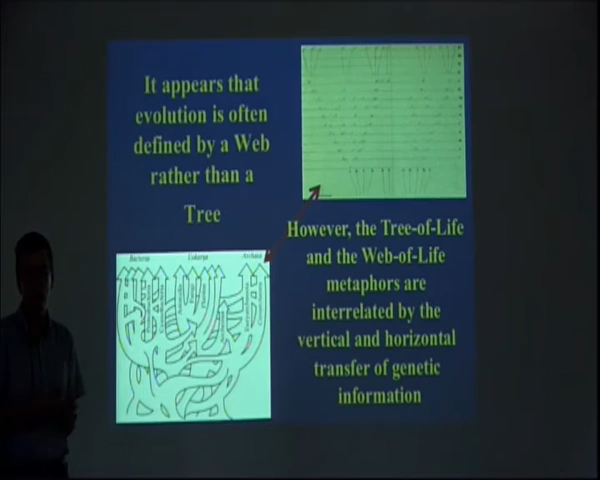 It appears that
evolution is often
defined by a Web
rather than a
Tree
However, the Tree-of-Life
and the Web-of-Life
metaphors are
interrelated by the
vertical and horizontal
transfer of genetic
information
Bacteria Eukarya Archaea